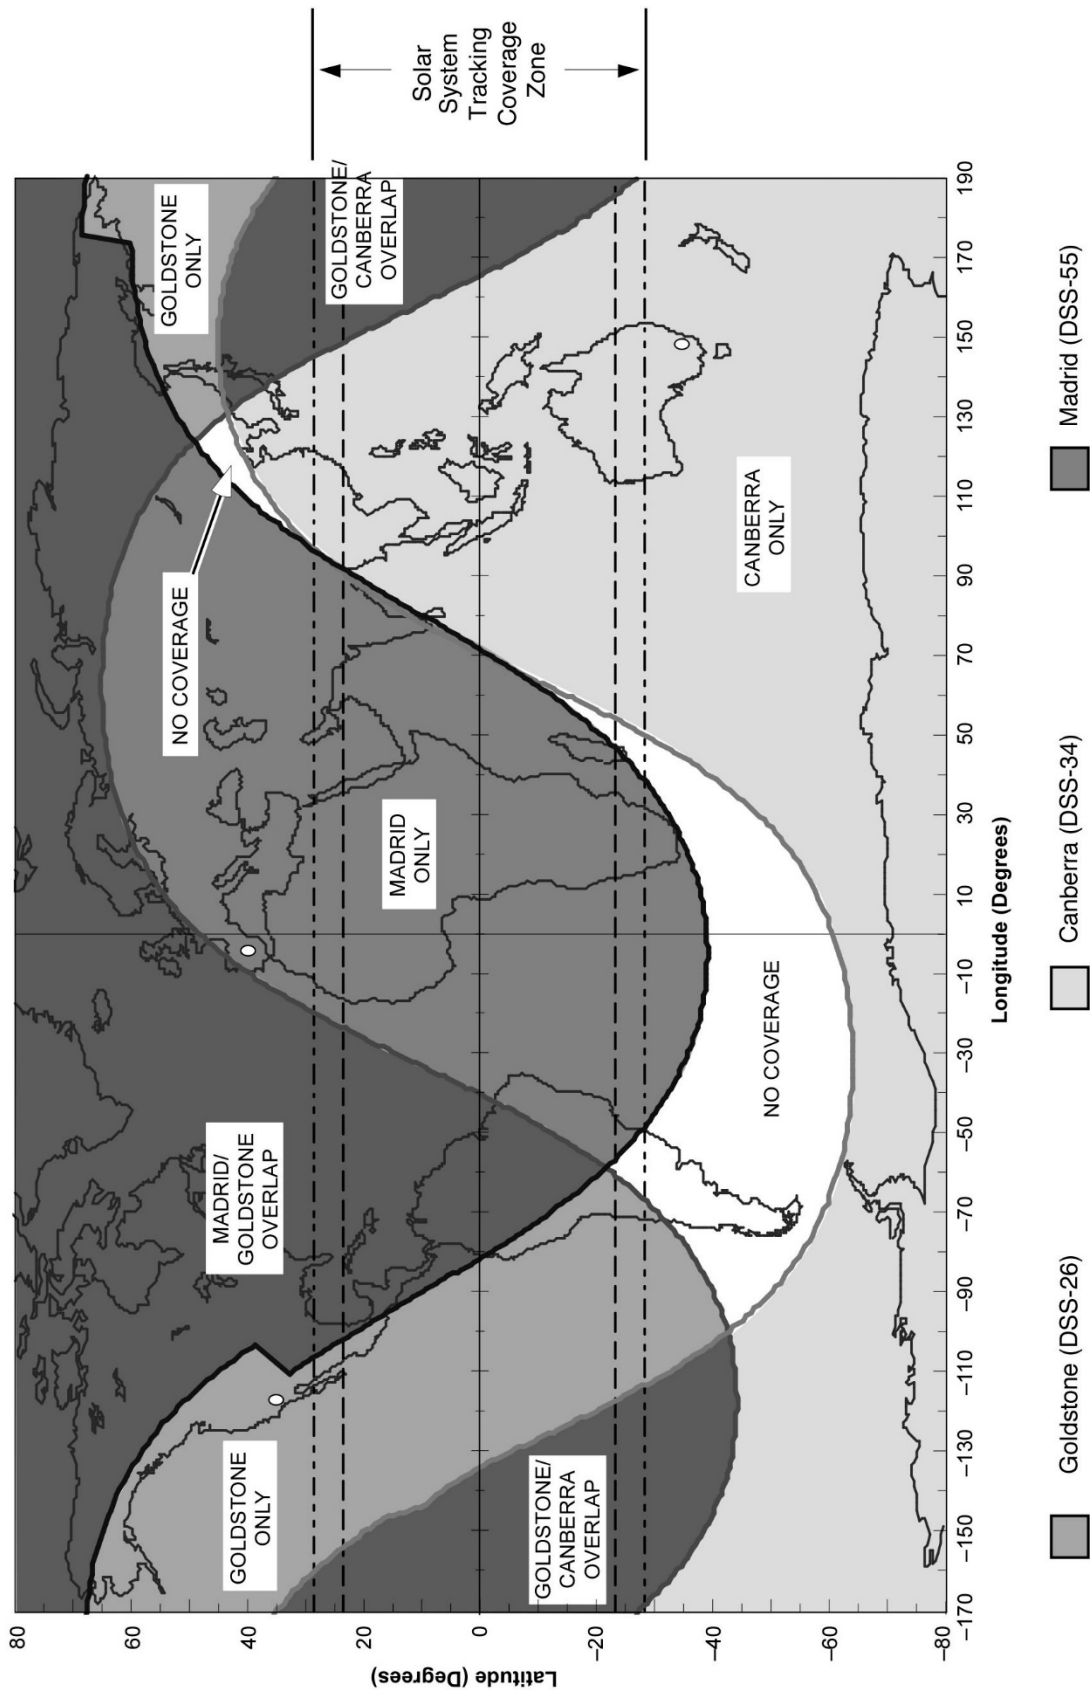 Solar
System
Tracking
Coverage
Zone
GOLDSTONE
ONLY
GOLDSTONE/
CANBERRA
OVERLAP
NO COVERAGE
MADRID/
GOLDSTONE
OVERLAP
MADRID
ONLY
GOLDSTONE
ONLY
GOLDSTONE/
CANBERRA
OVERLAP
NO COVERAGE
CANBERRA
ONLY
Latitude (Degrees)
80
60
40
20
0
−20
−40
−60
−80
−170
−150
−130
−110
−90
−70
−50
−30
−10
10
30
50
70
90
110
130
150
170
190
Longitude (Degrees)
Goldstone (DSS-26)
Canberra (DSS-34)
Madrid (DSS-55)